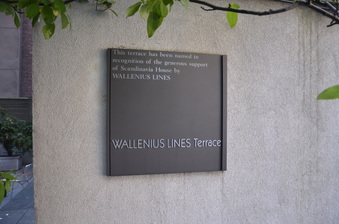 This terrace has been named in
recognition of the generous support
of Scandinavia House by
WALLENIUS LINES
WALLENIUS LINES Terrace